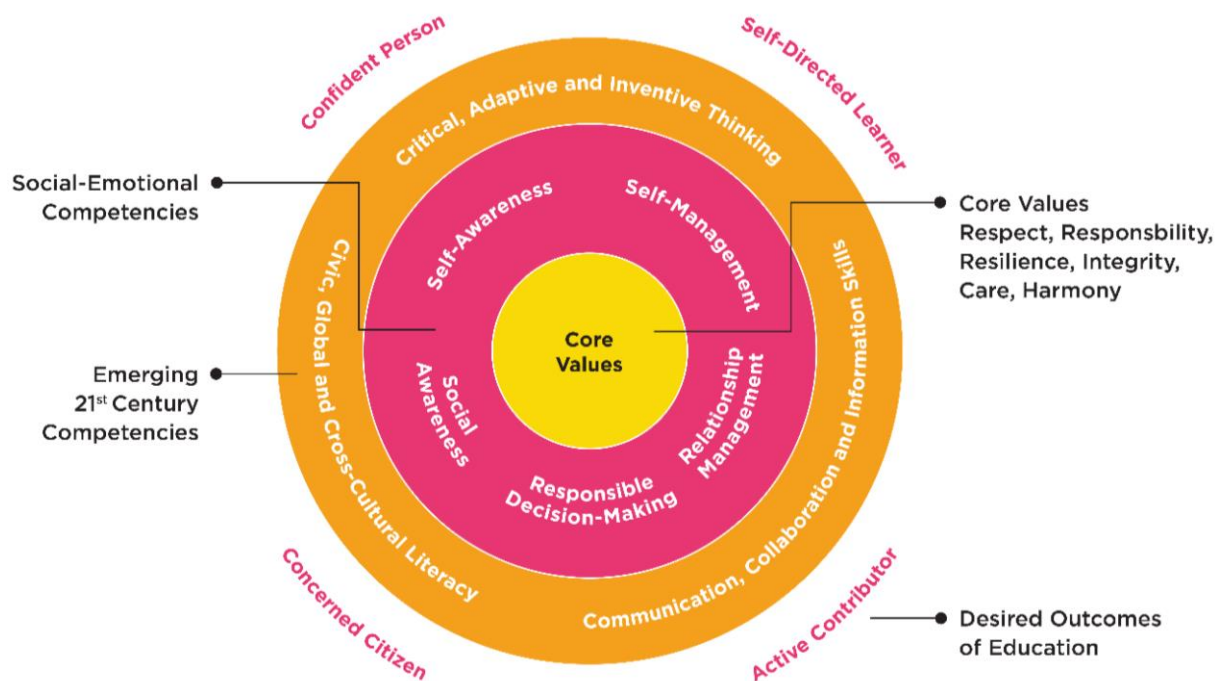 Confident Person
Self-Directed Learner
Critical, Adaptive and Inventive Thinking
Social-Emotional
Competencies
Self-Awareness
Self-Management
Core Values
Respect, Responsbility,
Resilience, Integrity,
Care, Harmony
Civic, Global and Cross-Cultural Literacy
Core
Values
Communication, Collaboration and Information Skills
Emerging
21st Century
Competencies
Social
Awareness
Relationship
Management
Responsible
Decision-Making
Concerned Citizen
Active Contributor
Desired Outcomes
of Education